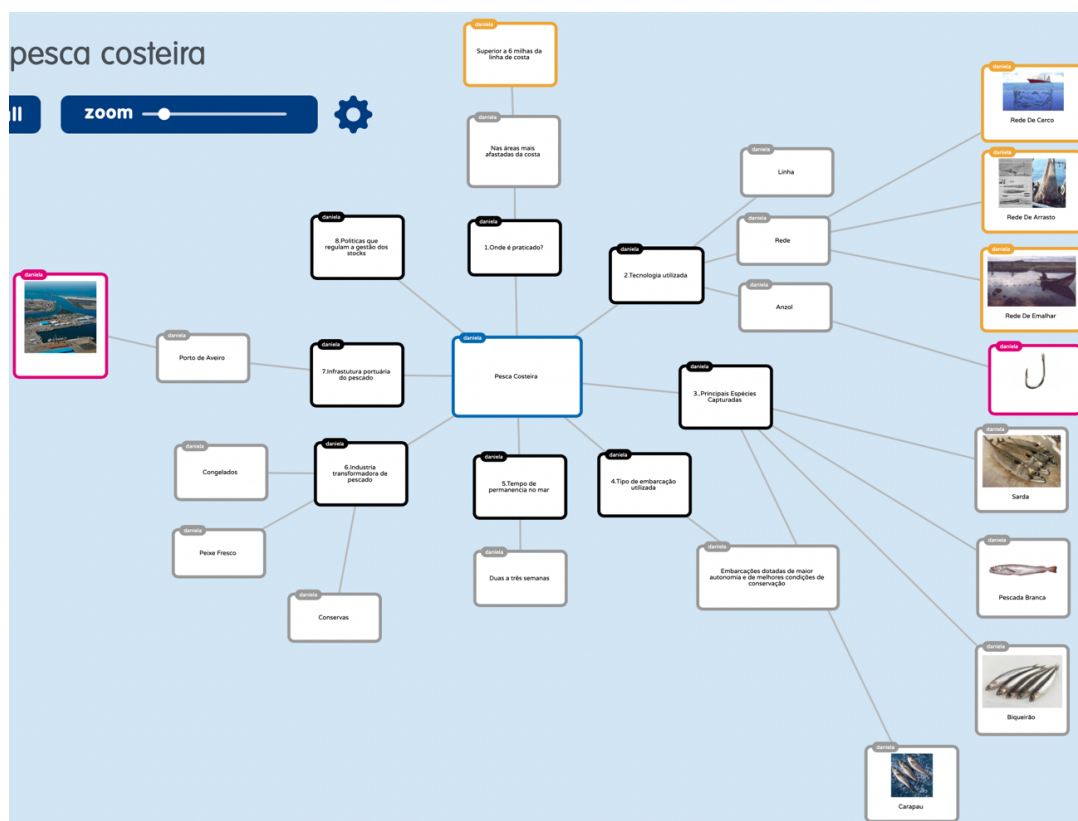 pesca costeira
ll
zoom
daniela
Superior a 6 milhas da
linha de costa
daniela
Nas áreas mais
afastadas da costa
daniela
1.Onde é praticado?
daniela
8.Politicas que
regulam a gestão dos
stocks
daniela
2.Tecnologia utilizada
daniela
Linha
daniela
Rede
daniela
Anzol
daniela
Rede De Cerco
daniela
Rede De Arrasto
daniela
Rede De Emalhar
daniela
daniela
daniela
Porto de Aveiro
daniela
7.Infrastutura portuária
do pescado
daniela
Pesca Costeira
daniela
3..Principais Espécies
Capturadas
daniela
Sarda
daniela
Pescada Branca
daniela
Biqueirão
daniela
Carapau
daniela
4.Tipo de embarcação
utilizada
daniela
Embarcações dotadas de maior
autonomia e de melhores condições de
conservação
daniela
5.Tempo de
permanencia no mar
daniela
Duas a três semanas
daniela
6.Industria
transformadora de
pescado
daniela
Congelados
daniela
Peixe Fresco
daniela
Conservas